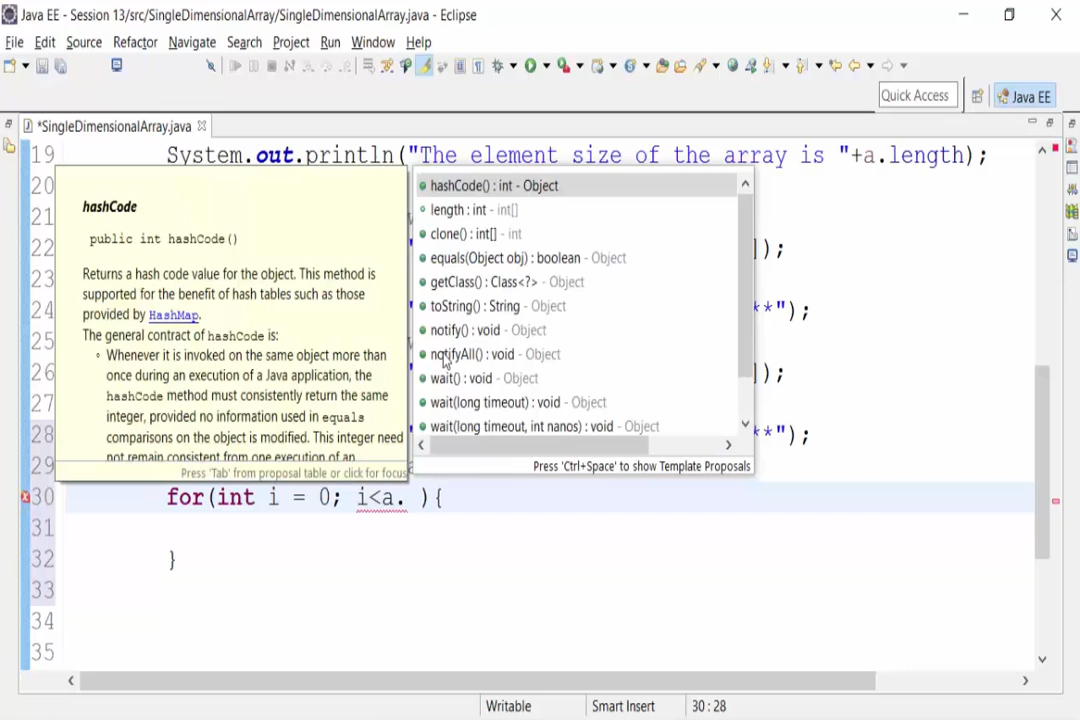 Java EE - Session 13/src/SingleDimensionalArray/SingleDimensionalArray.java - Eclipse
File Edit Source Refactor Navigate Search Project Run Window Help
Quick Access
Java EE
*SingleDimensionalArray.java
19 System.out.println("The element size of the array is "+a.length);
20
21
22 ]);
23
24 **");
25
26 ]);
27
28 **");
29
30 for(int i = 0; i<a. ){
31
32 }
33
34
35
hashCode
public int hashCode()
Returns a hash code value for the object. This method is
supported for the benefit of hash tables such as those
provided by HashMap.
The general contract of hashCode is:
◦ Whenever it is invoked on the same object more than
once during an execution of a Java application, the
hashCode method must consistently return the same
integer, provided no information used in equals
comparisons on the object is modified. This integer need
not remain consistent from one execution of an
Press 'Tab' from proposal table or click for focus
hashCode() : int - Object
length : int - int[]
clone() : int[] - int
equals(Object obj) : boolean - Object
getClass() : Class<?> - Object
toString() : String - Object
notify() : void - Object
notifyAll() : void - Object
wait() : void - Object
wait(long timeout) : void - Object
wait(long timeout, int nanos) : void - Object
Press 'Ctrl+Space' to show Template Proposals
Writable
Smart Insert
30 : 28